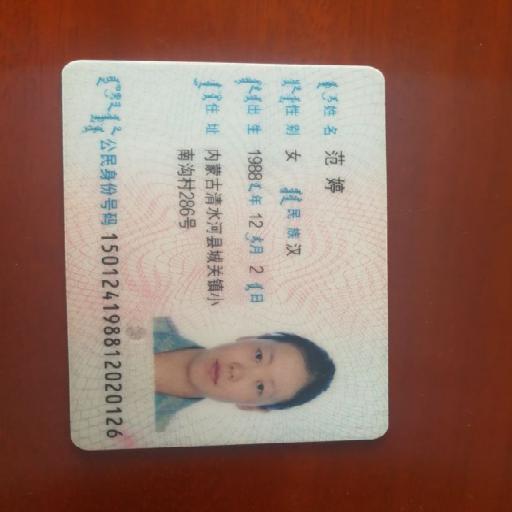 姓名 范婷
性别 女 民族 汉
出生 1988 年 12 月 2 日
住址 内蒙古清水河县城关镇小
南沟村286号
公民身份号码 150124198812020126